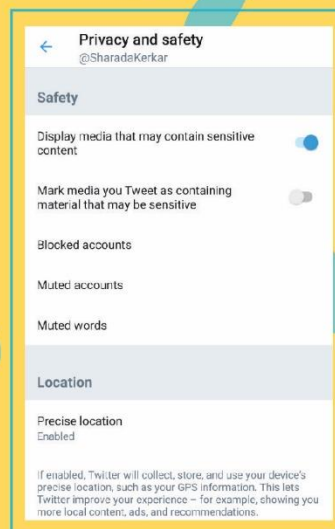 Privacy and safety
@SharadaKerkar
Safety
Display media that may contain sensitive
content
Mark media you Tweet as containing
material that may be sensitive
Blocked accounts
Muted accounts
Muted words
Location
Precise location
Enabled
If enabled, Twitter will collect, store, and use your device's
precise location, such as your GPS information. This lets
Twitter improve your experience – for example, showing you
more local content, ads, and recommendations.